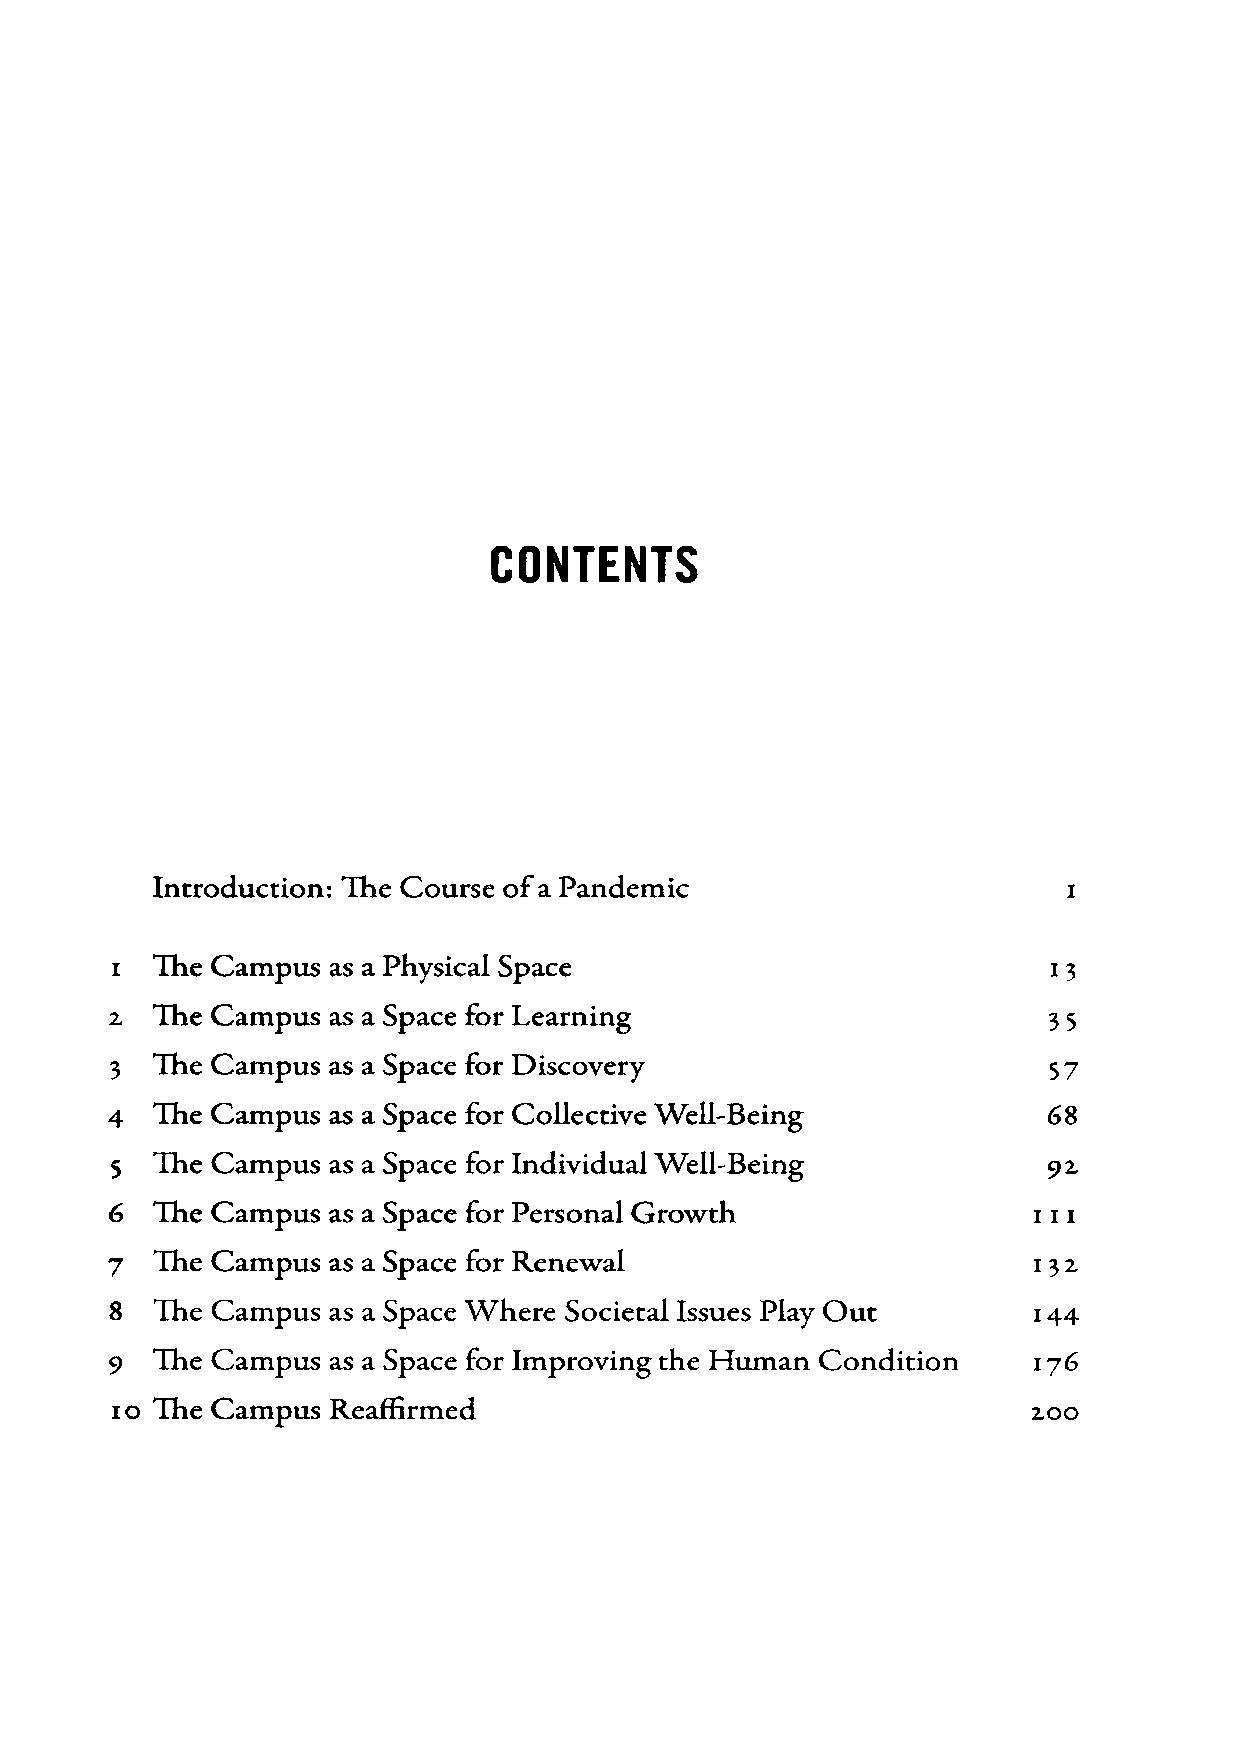 CONTENTS
Introduction: The Course of a Pandemic 1
1 The Campus as a Physical Space 13
2 The Campus as a Space for Learning 35
3 The Campus as a Space for Discovery 57
4 The Campus as a Space for Collective Well-Being 68
5 The Campus as a Space for Individual Well-Being 92
6 The Campus as a Space for Personal Growth 111
7 The Campus as a Space for Renewal 132
8 The Campus as a Space Where Societal Issues Play Out 144
9 The Campus as a Space for Improving the Human Condition 176
10 The Campus Reaffirmed 200